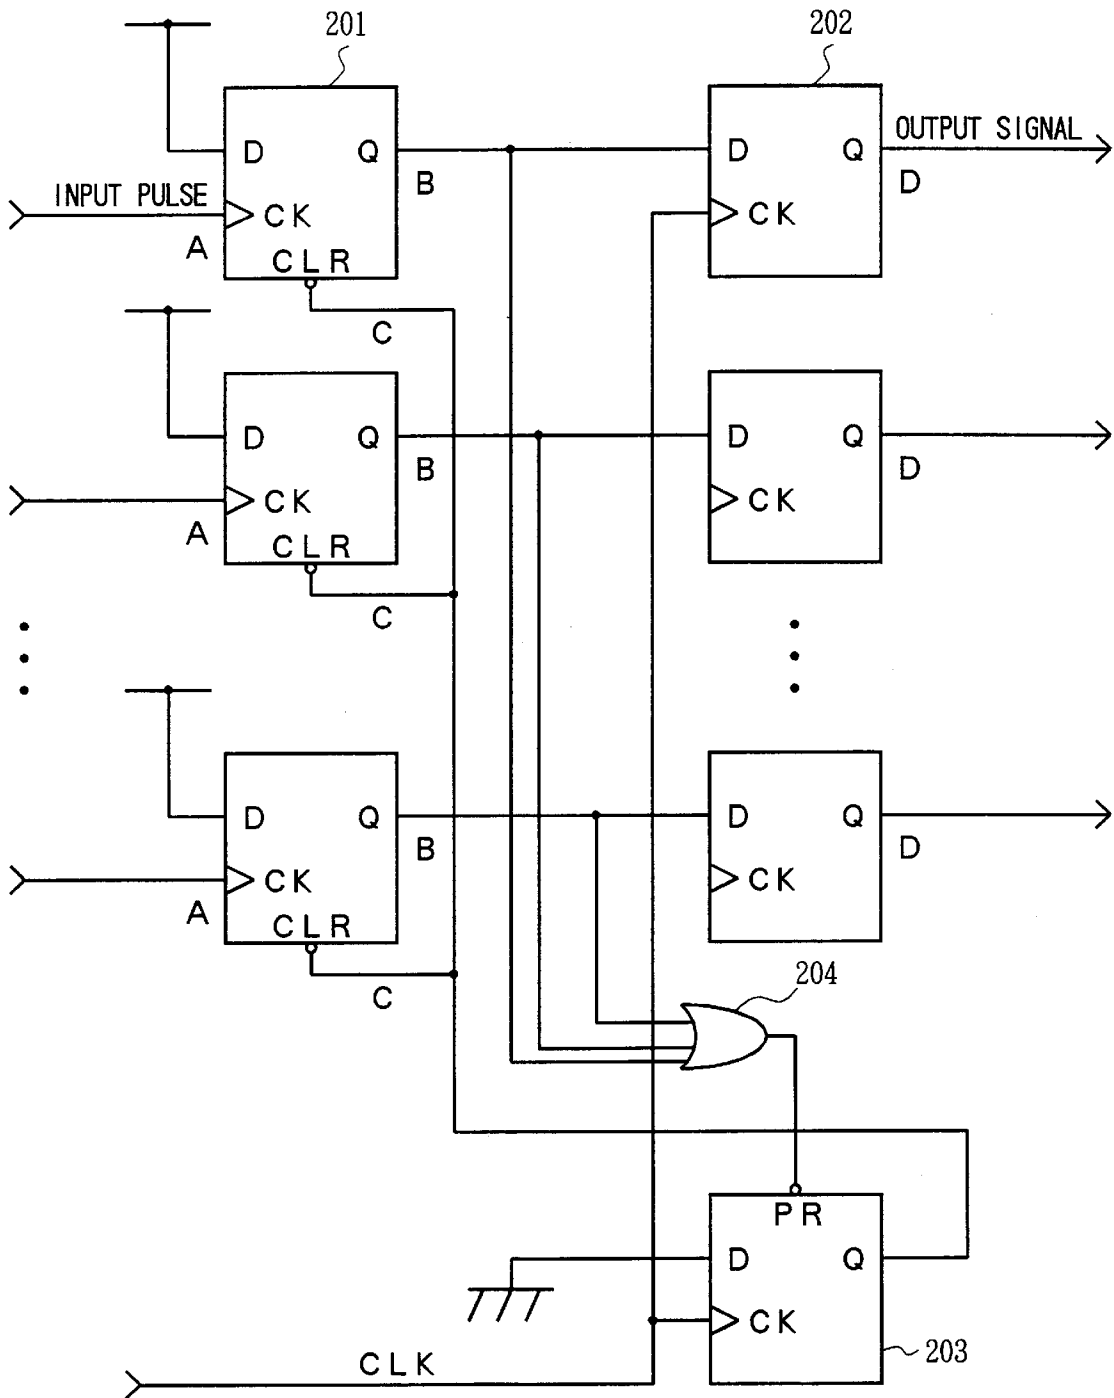 201
202
D Q
D Q
OUTPUT SIGNAL
INPUT PULSE
B
D
CK
CK
A
CLR
C
D Q
D Q
B
D
CK
CK
A
CLR
C
D Q
D Q
B
D
CK
CK
A
CLR
C
204
PR
D Q
CK
203
CLK